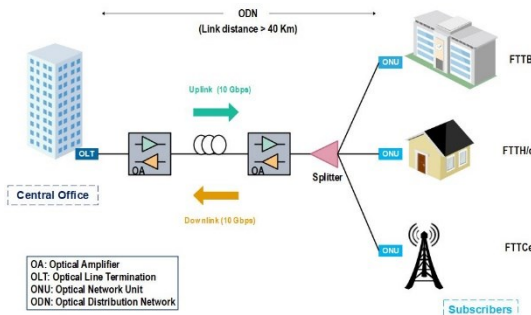 ODN
(Link distance > 40 Km)
ONU
FTTB
Uplink (10 Gbps)
OLT
OA
OA
Splitter
ONU
FTTH/
Central Office
Downlink (10 Gbps)
ONU
FTTCe
OA: Optical Amplifier
OLT: Optical Line Termination
ONU: Optical Network Unit
ODN: Optical Distribution Network
Subscribers